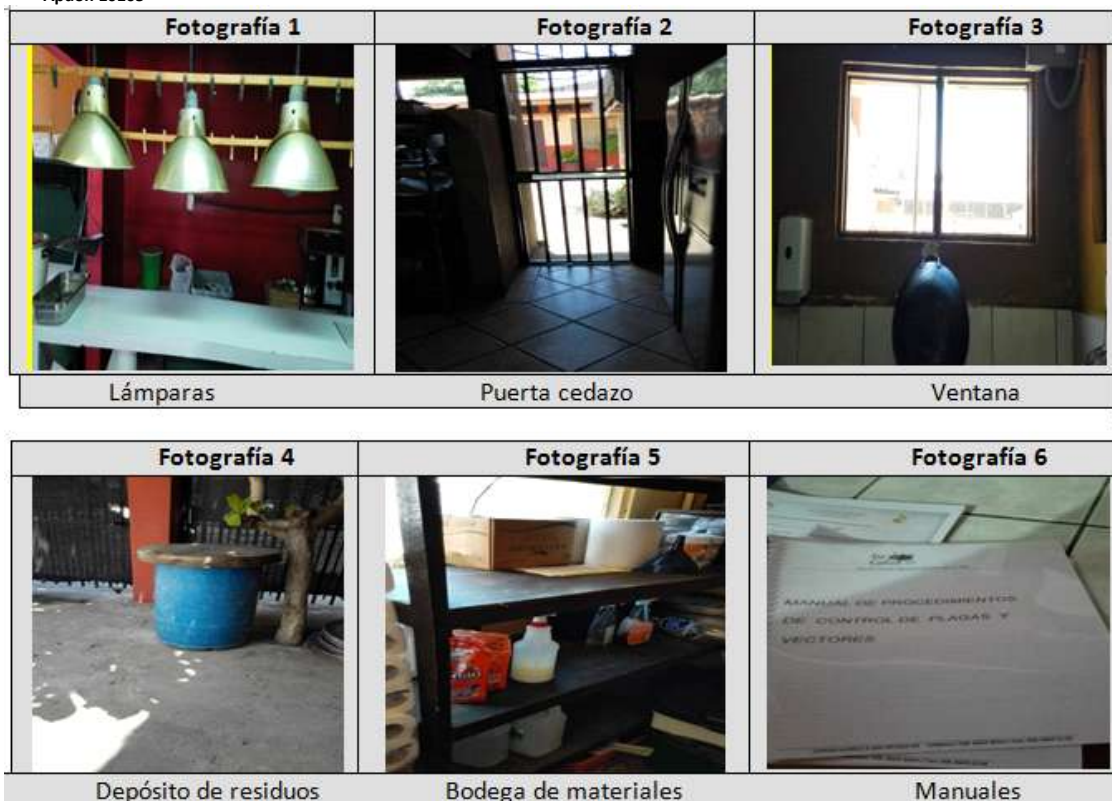 Fotografía 1 Fotografía 2 Fotografía 3
Lámparas Puerta cedazo Ventana
Fotografía 4 Fotografía 5 Fotografía 6
MANUAL DE PROCEDIMIENTOS
DE CONTROL DE PLAGAS Y
VECTORES
Depósito de residuos Bodega de materiales Manuales